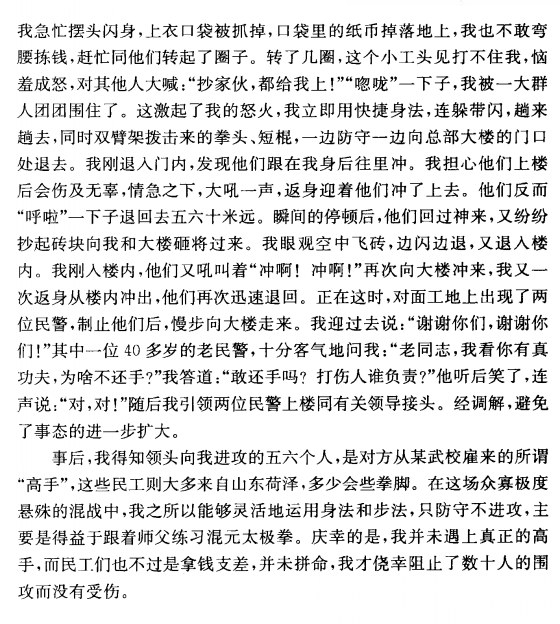 我急忙摆头闪身,上衣口袋被抓掉,口袋里的纸币掉落地上,我也不敢弯
腰拣钱,赶忙同他们转起了圈子。转了几圈,这个小工头见打不住我,恼
羞成怒,对其他人大喊:“抄家伙,都给我上!”“唿咙”一下子,我被一大群
人团团围住了。这激起了我的怒火,我立即用快捷身法,连躲带闪,趟来
趟去,同时双臂架拨击来的拳头、短棍,一边防守一边向总部大楼的门口
处退去。我刚退入门内,发现他们跟在我身后往里冲。我担心他们上楼
后会伤及无辜,情急之下,大吼一声,返身迎着他们冲了上去。他们反而
“呼啦”一下子退回去五六十米远。瞬间的停顿后,他们回过神来,又纷纷
抄起砖块向我和大楼砸将过来。我眼观空中飞砖,边闪边退,又退入楼
内。我刚入楼内,他们又吼叫着“冲啊! 冲啊!”再次向大楼冲来,我又一
次返身从楼内冲出,他们再次迅速退回。正在这时,对面工地上出现了两
位民警,制止他们后,慢步向大楼走来。我迎过去说:“谢谢你们,谢谢你
们!”其中一位 40 多岁的老民警,十分客气地问我:“老同志,我看你有真
功夫,为啥不还手?”我答道:“敢还手吗? 打伤人谁负责?”他听后笑了,连
声说:“对,对!”随后我引领两位民警上楼同有关领导接头。经调解,避免
了事态的进一步扩大。
事后,我得知领头向我进攻的五六个人,是对方从某武校雇来的所谓
“高手”,这些民工则大多来自山东荷泽,多少会些拳脚。在这场众寡极度
悬殊的混战中,我之所以能够灵活地运用身法和步法,只防守不进攻,主
要是得益于跟着师父练习混元太极拳。庆幸的是,我并未遇上真正的高
手,而民工们也不过是拿钱支差,并未拼命,我才侥幸阻止了数十人的围
攻而没有受伤。